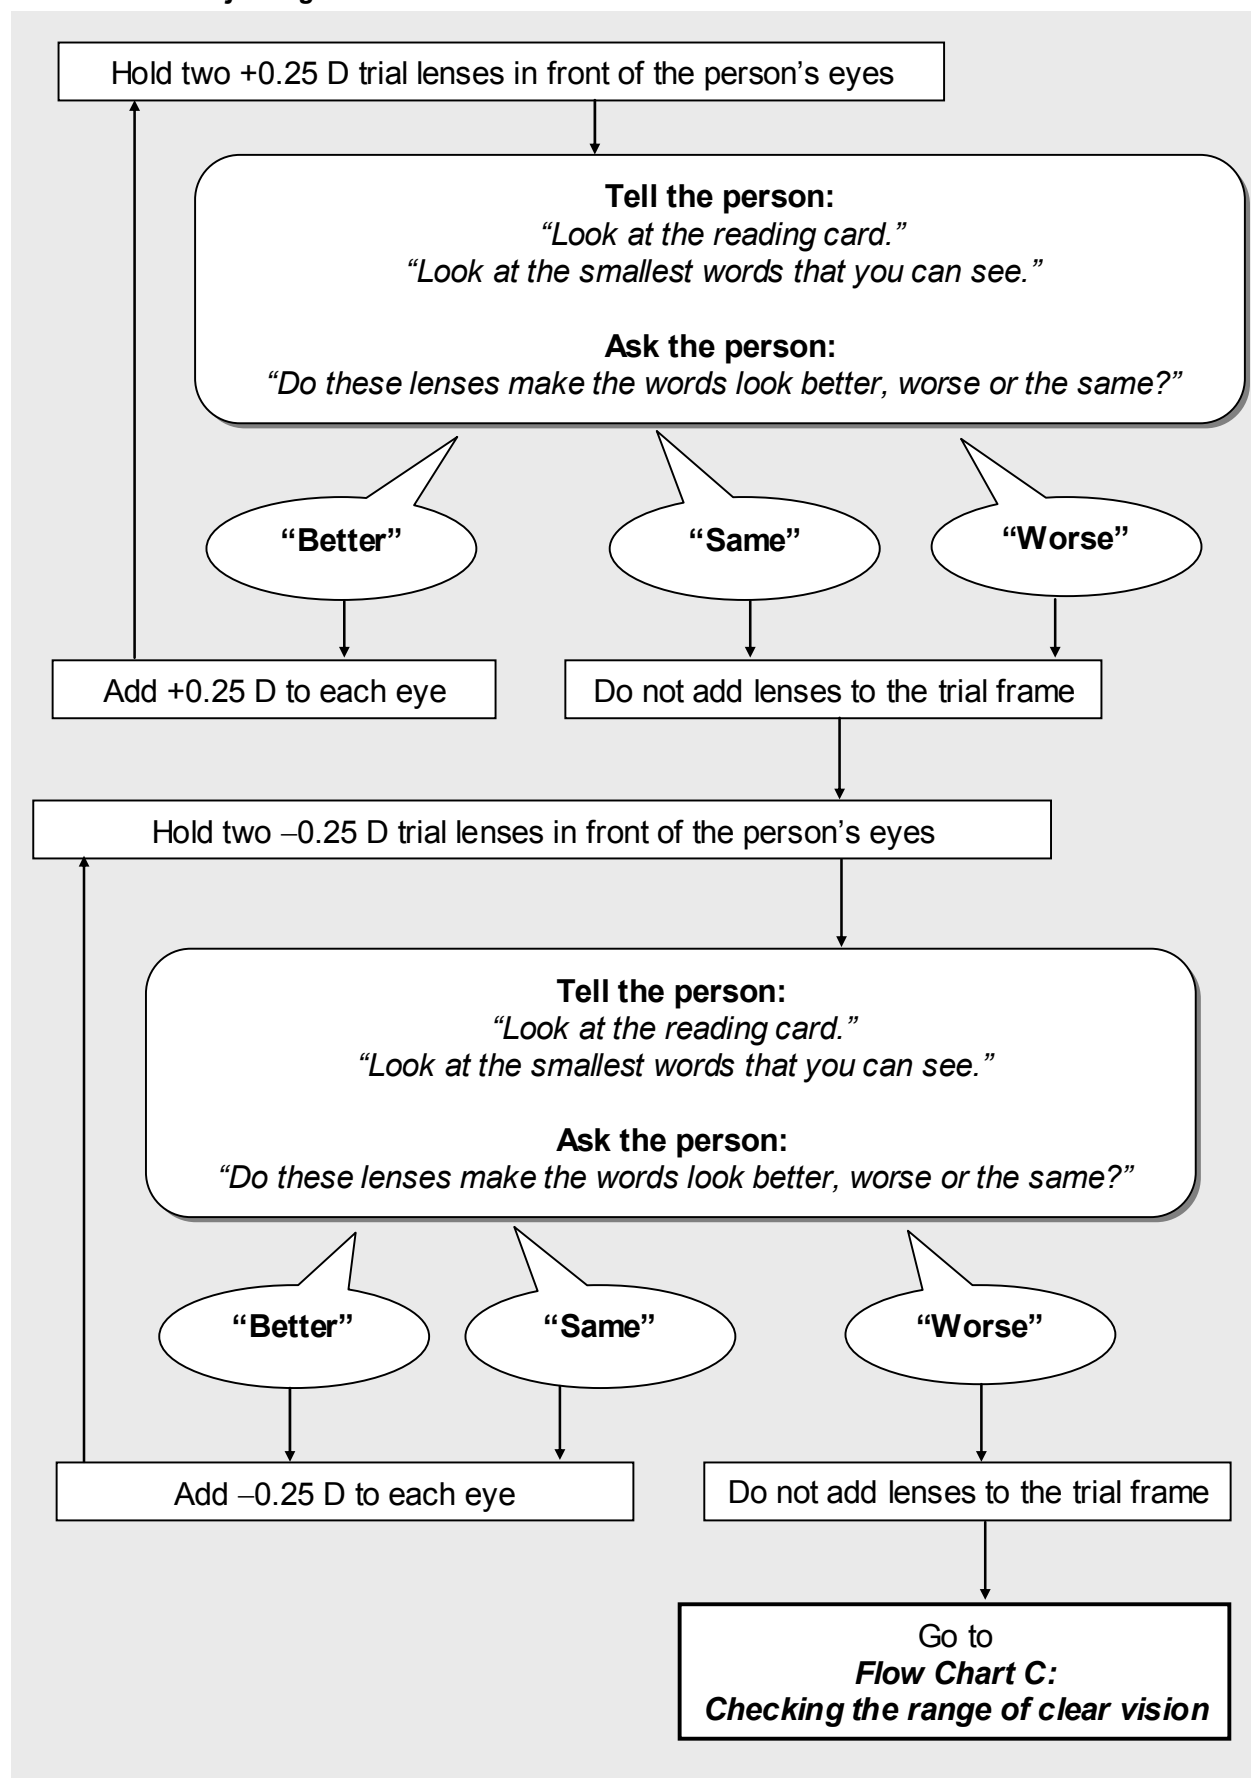 Hold two +0.25 D trial lenses in front of the person’s eyes
Tell the person:
“Look at the reading card.”
“Look at the smallest words that you can see.”
Ask the person:
“Do these lenses make the words look better, worse or the same?”
“Better”
“Same”
“Worse”
Add +0.25 D to each eye
Do not add lenses to the trial frame
Hold two –0.25 D trial lenses in front of the person’s eyes
Tell the person:
“Look at the reading card.”
“Look at the smallest words that you can see.”
Ask the person:
“Do these lenses make the words look better, worse or the same?”
“Better”
“Same”
“Worse”
Add –0.25 D to each eye
Do not add lenses to the trial frame
Go to
Flow Chart C:
Checking the range of clear vision